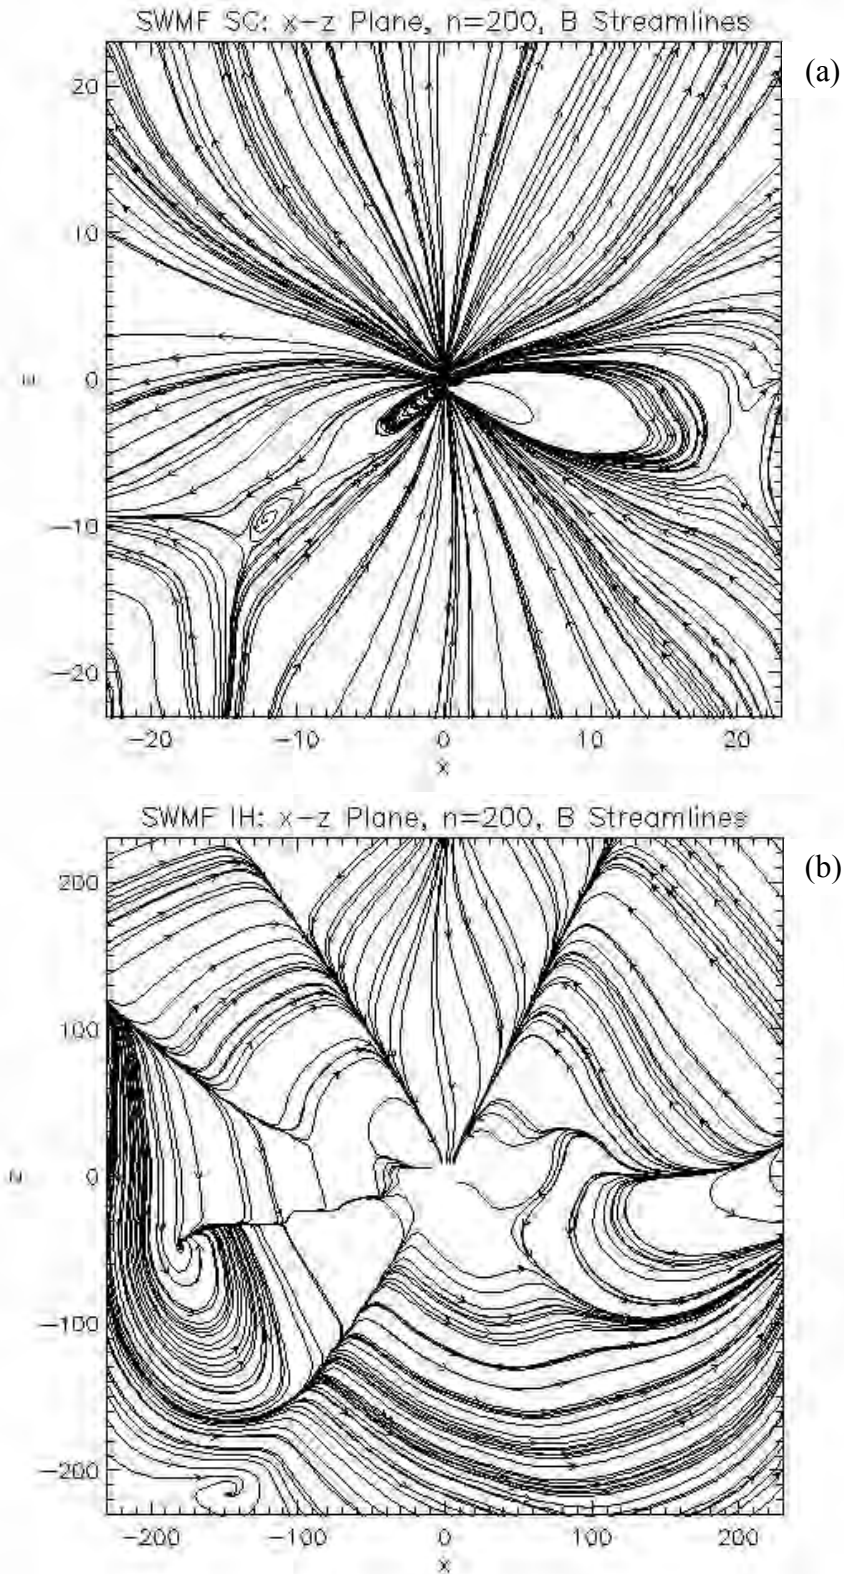 SWMF SC: x-z Plane, n=200, B Streamlines
(a)
20
10
0
-10
-20
z
-20 -10 0 10 20
x
SWMF IH: x-z Plane, n=200, B Streamlines
(b)
200
100
0
-100
-200
z
-200 -100 0 100 200
x